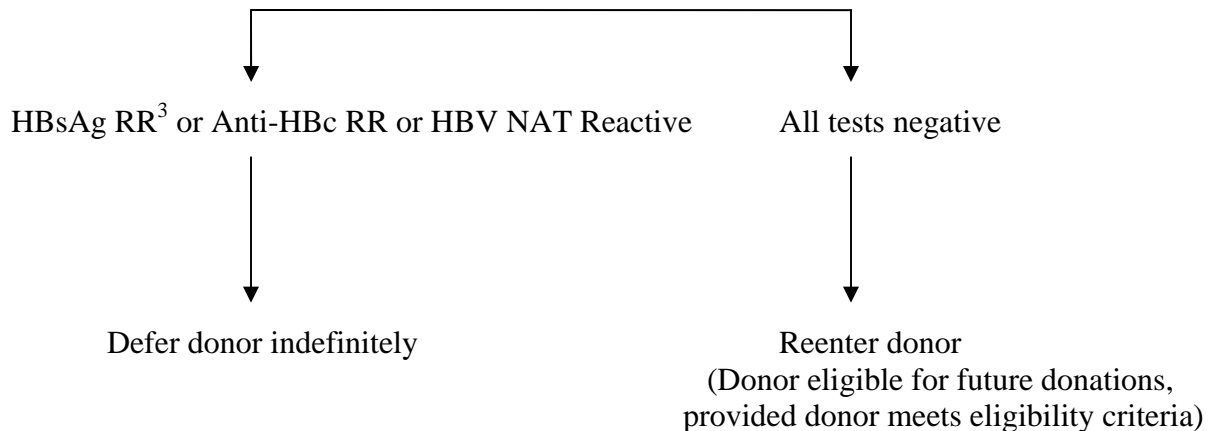 HBsAg RR³ or Anti-HBc RR or HBV NAT Reactive
All tests negative
Defer donor indefinitely
Reenter donor
(Donor eligible for future donations,
provided donor meets eligibility criteria)